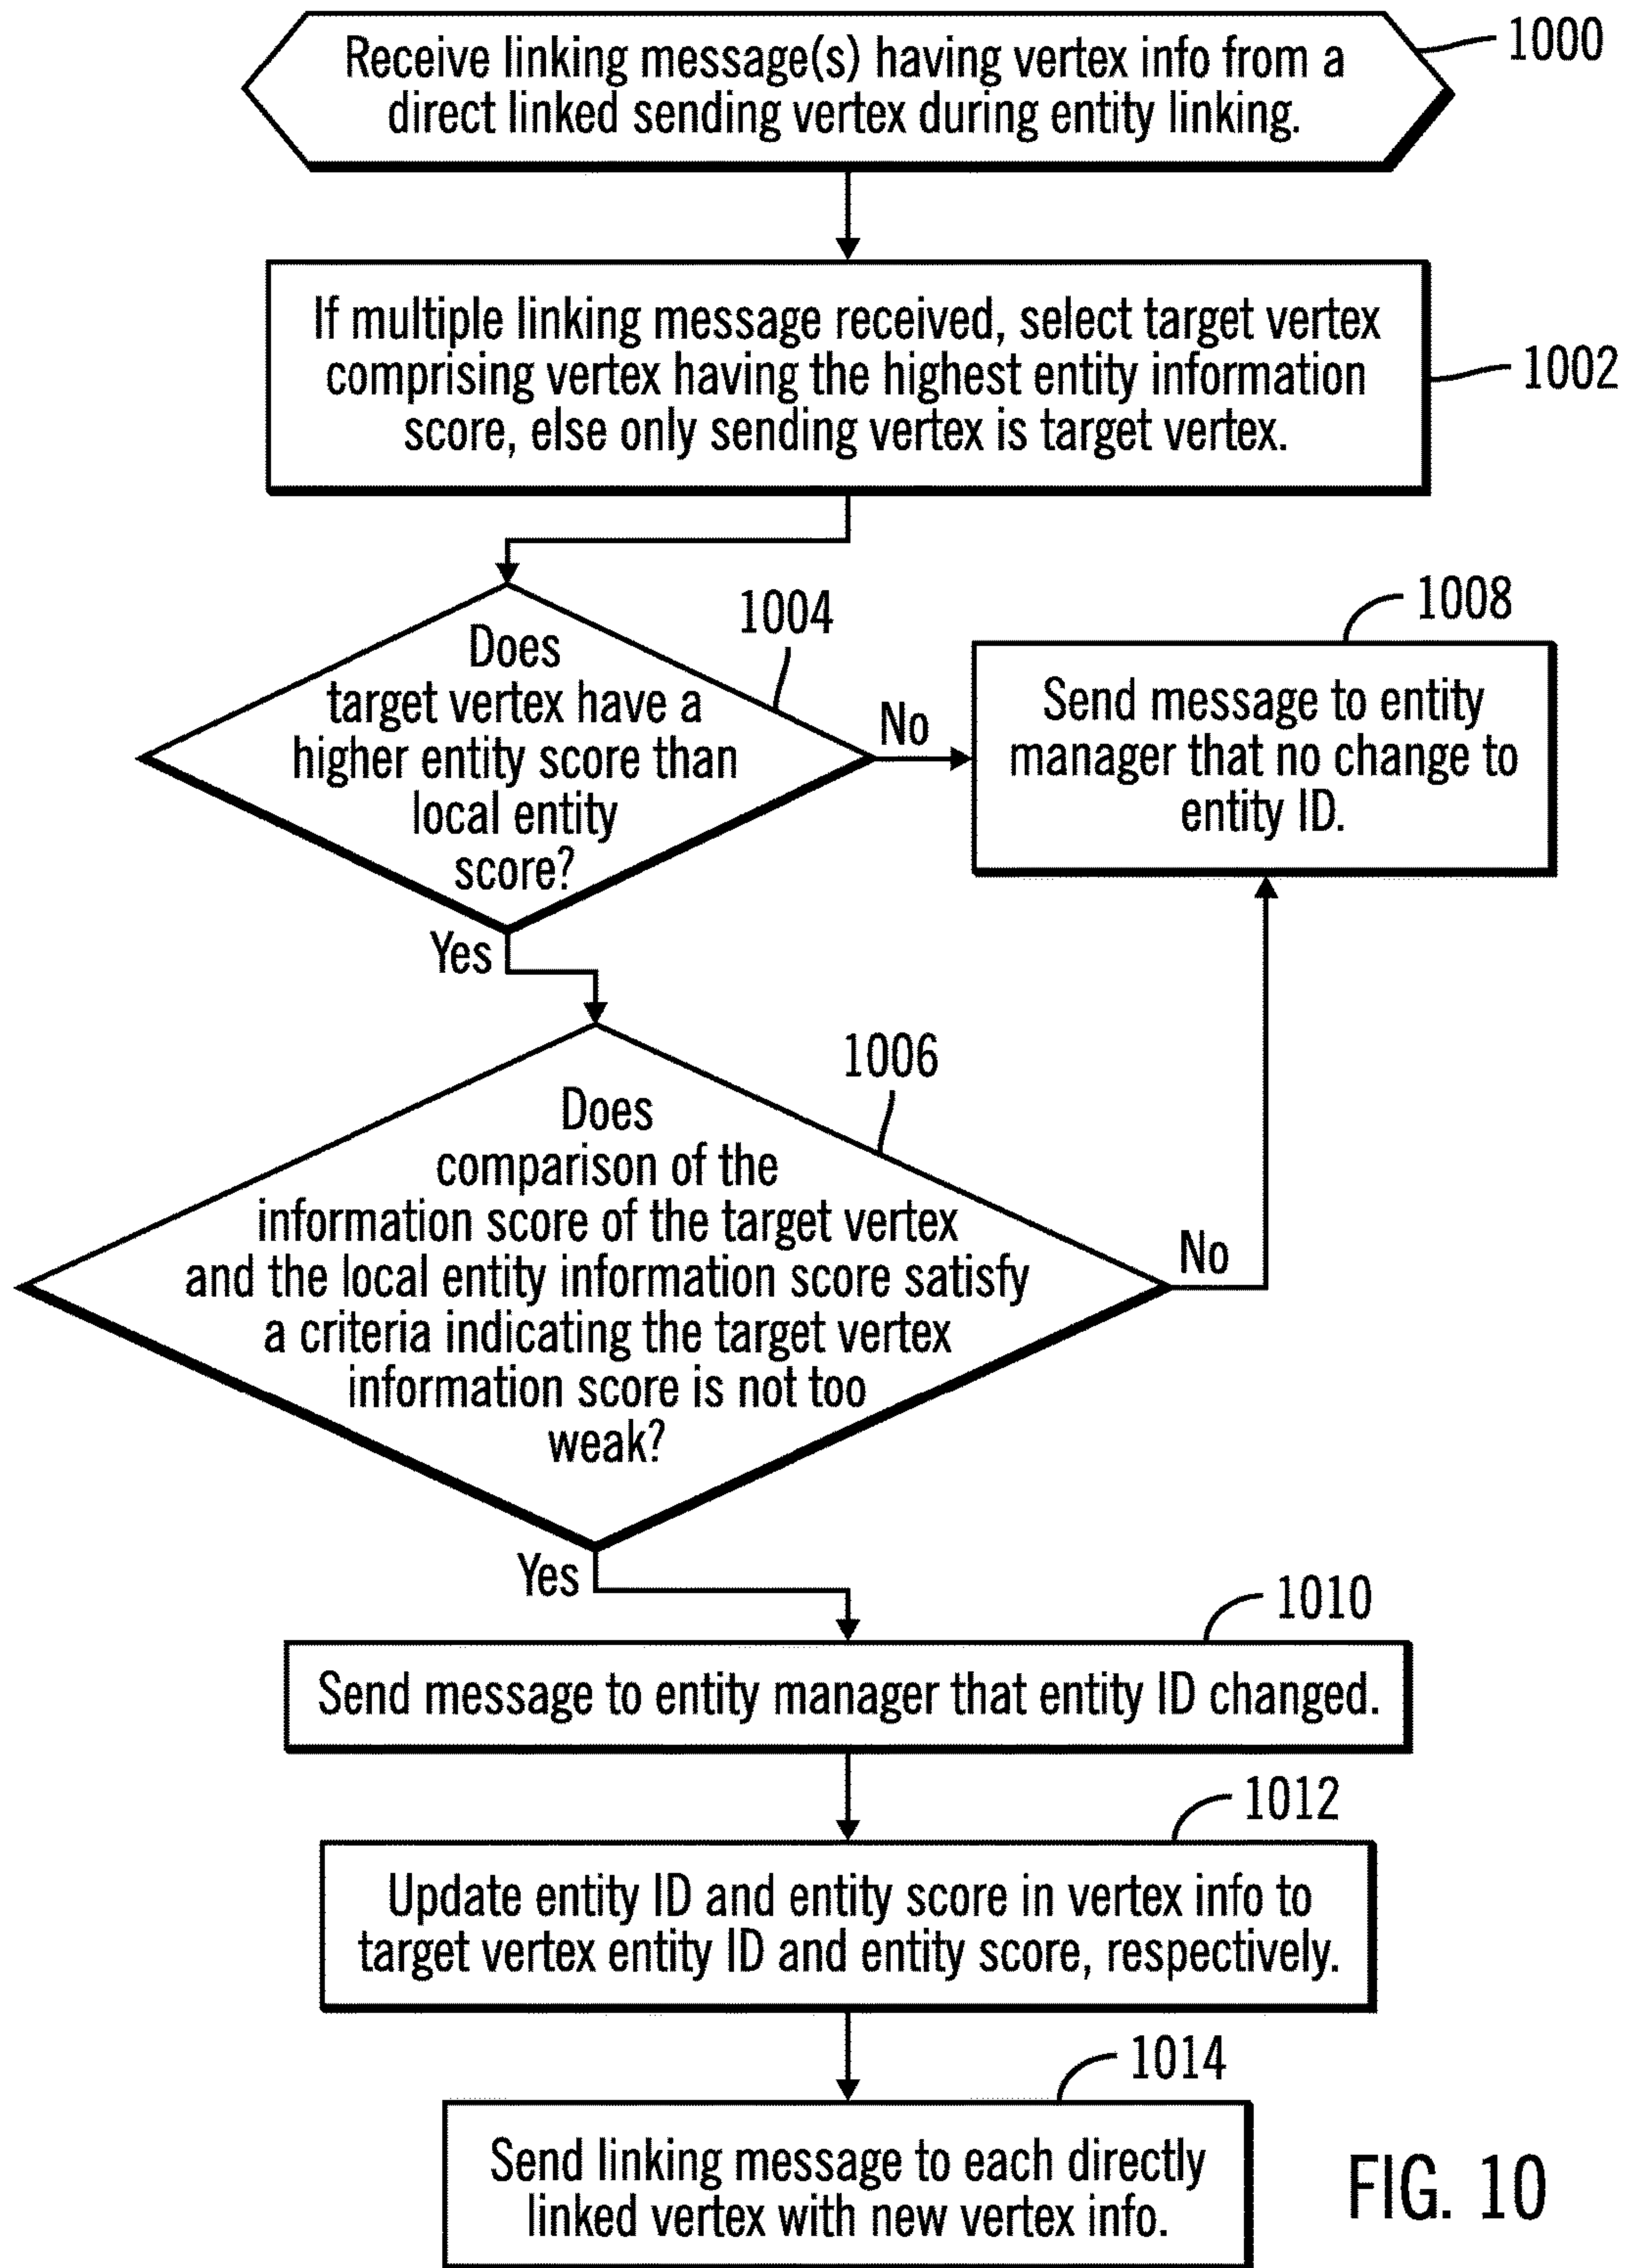 Receive linking message(s) having vertex info from a
direct linked sending vertex during entity linking.
1000
If multiple linking message received, select target vertex
comprising vertex having the highest entity information
score, else only sending vertex is target vertex.
1002
Does
target vertex have a
higher entity score than
local entity
score?
1004
No
Yes
Send message to entity
manager that no change to
entity ID.
1008
Does
comparison of the
information score of the target vertex
and the local entity information score satisfy
a criteria indicating the target vertex
information score is not too
weak?
1006
No
Yes
1010
Send message to entity manager that entity ID changed.
1012
Update entity ID and entity score in vertex info to
target vertex entity ID and entity score, respectively.
1014
Send linking message to each directly
linked vertex with new vertex info.
FIG. 10